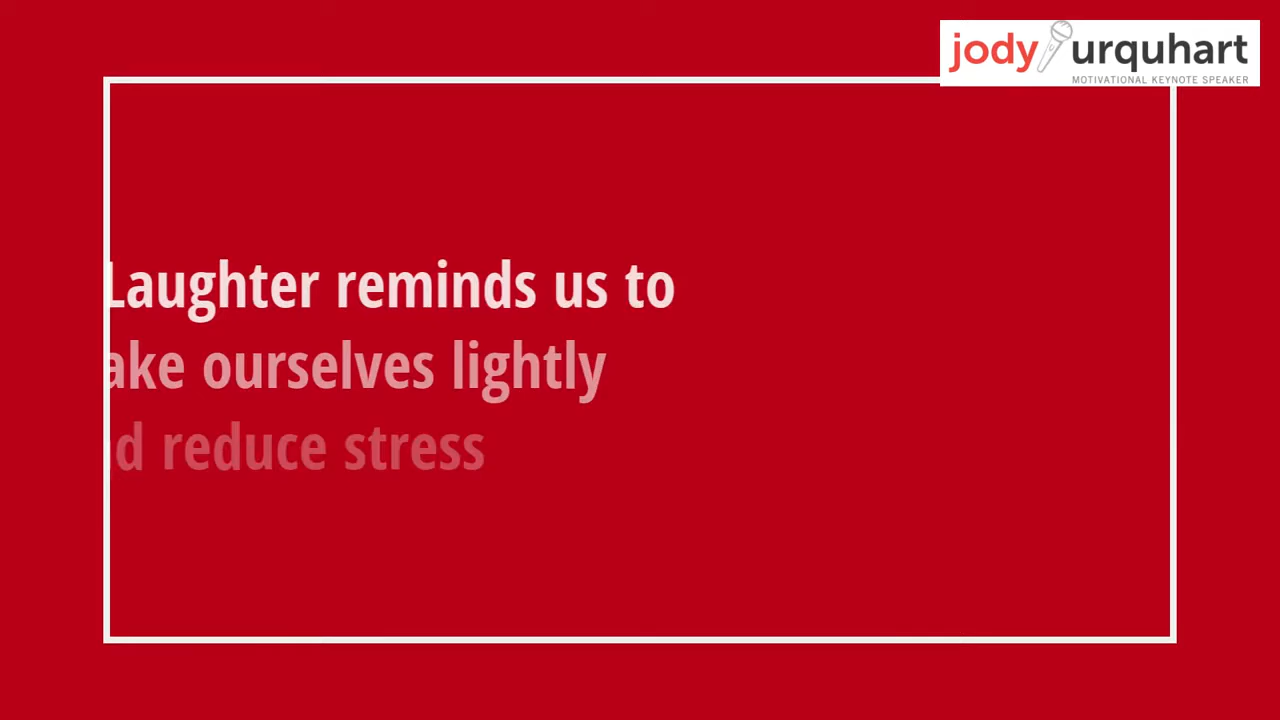 jody urquhart
MOTIVATIONAL KEYNOTE SPEAKER
Laughter reminds us to
ake ourselves lightly
d reduce stress